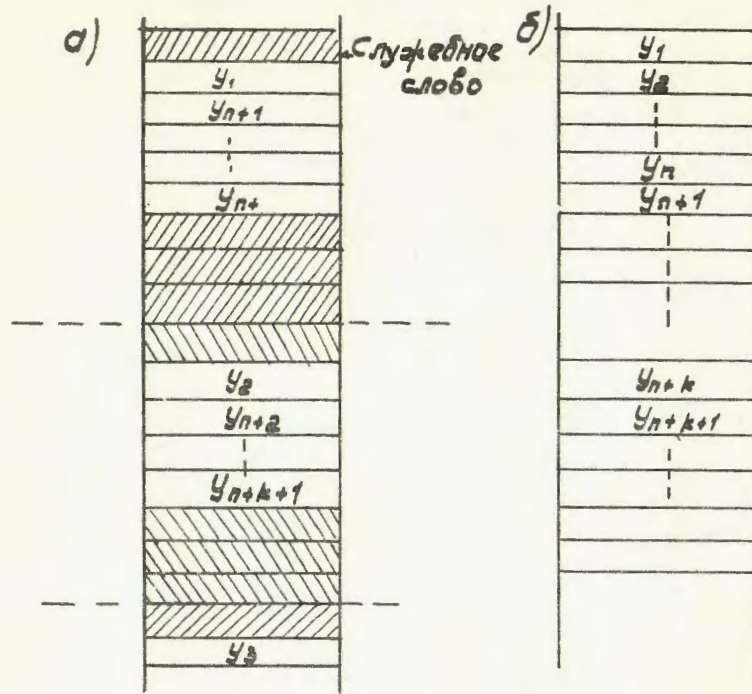 а)
Служебное
слово
y1
yn+1
yn+
y2
yn+2
yn+k+1
y3
б)
y1
y2
yn
yn+1
yn+k
yn+k+1